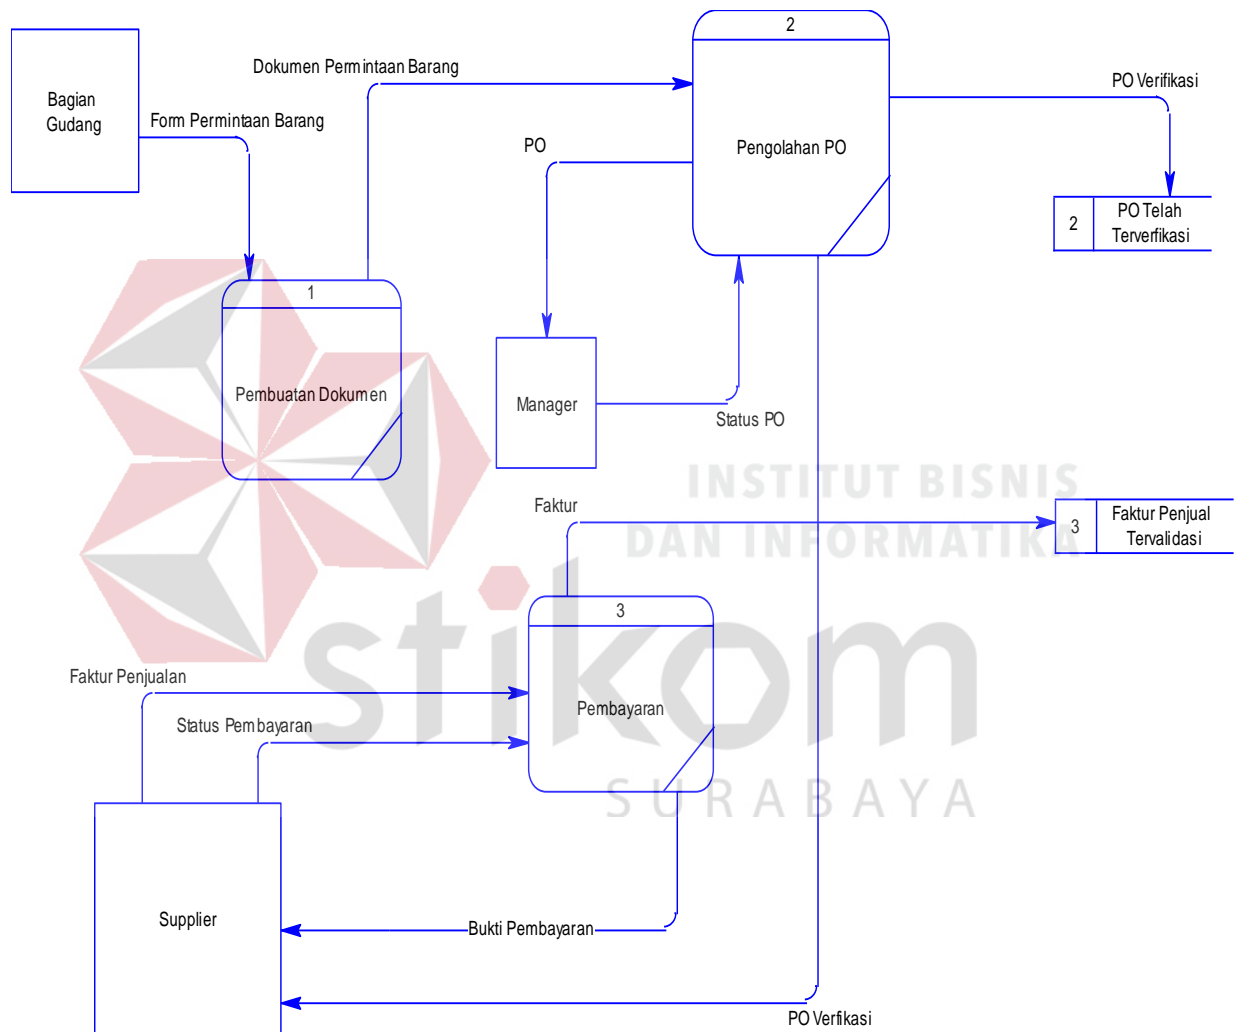 2
Dokumen Permintaan Barang
PO Verifikasi
Bagian
Gudang
Form Permintaan Barang
PO
Pengolahan PO
2
PO Telah
Terverfikasi
1
Pembuatan Dokumen
Manager
Status PO
INSTITUT BISNIS
DAN INFORMATIKA
Faktur
3
Faktur Penjual
Tervalidasi
3
stikom
SURABAYA
Faktur Penjualan
Status Pembayaran
Pembayaran
Supplier
Bukti Pembayaran
PO Verfikasi